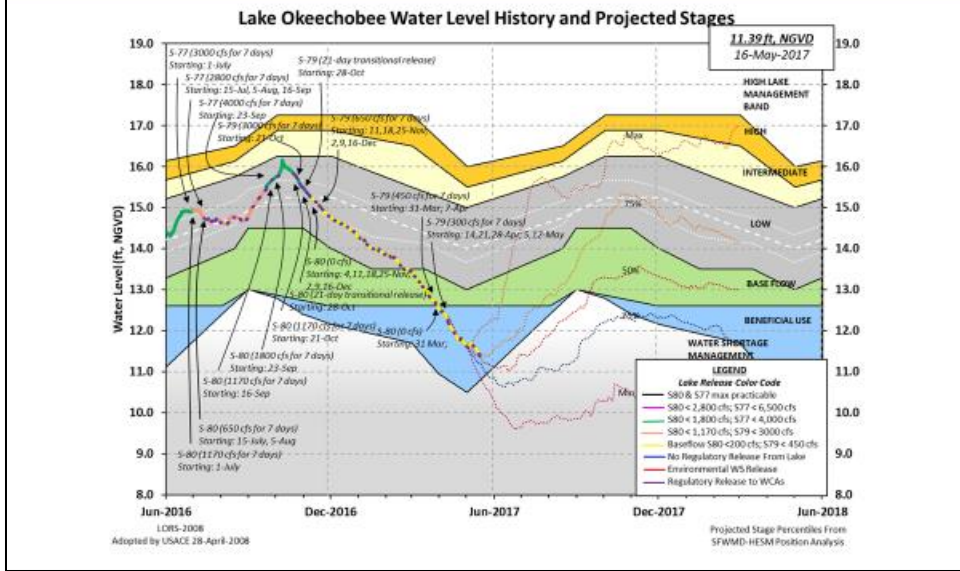 Lake Okeechobee Water Level History and Projected Stages
11.39 ft, NGVD
16-May-2017
Water Level (ft, NGVD)
19.0
18.0
17.0
16.0
15.0
14.0
13.0
12.0
11.0
10.0
9.0
8.0
19.0
18.0
17.0
16.0
15.0
14.0
13.0
12.0
11.0
10.0
9.0
8.0
S-77 (3000 cfs for 7 days)
Starting: 1-July
S-77 (2800 cfs for 7 days)
Starting: 15-Jul, 5-Aug, 16-Sep
S-77 (4000 cfs for 7 days)
Starting: 23-Sep
S-79 (3000 cfs for 7 days)
Starting: 21-Oct
S-79 (21-day transitional release)
Starting: 28-Oct
S-79 (650 cfs for 7 days)
Starting: 11,18,25-Nov,
2,9,16-Dec
S-79 (450 cfs for 7 days)
Starting: 31-Mar; 7-Apr
S-79 (300 cfs for 7 days)
Starting: 14,21,28-Apr; 5,12-May
S-80 (0 cfs)
Starting: 4,11,18,25-Nov,
2,9,16-Dec
S-80 (21-day transitional release)
Starting: 28-Oct
S-80 (1170 cfs for 7 days)
Starting: 21-Oct
S-80 (0 cfs)
Starting: 31 Mar;
S-80 (1800 cfs for 7 days)
Starting: 23-Sep
S-80 (1170 cfs for 7 days)
Starting: 16-Sep
S-80 (650 cfs for 7 days)
Starting: 15-July, 5-Aug
S-80 (1170 cfs for 7 days)
Starting: 1-July
HIGH LAKE
MANAGEMENT
BAND
HIGH
INTERMEDIATE
LOW
BASE FLOW
BENEFICIAL USE
WATER SHORTAGE
MANAGEMENT
Max
75%
50%
25%
Min
LEGEND
Lake Release Color Code
S80 & S77 max practicable
S80 < 2,800 cfs; S77 < 6,500 cfs
S80 < 1,800 cfs; S77 < 4,000 cfs
S80 < 1,170 cfs; S79 < 3000 cfs
Baseflow S80 <200 cfs; S79 < 450 cfs
No Regulatory Release From Lake
Environmental WS Release
Regulatory Release to WCAs
Jun-2016
Dec-2016
Jun-2017
Dec-2017
Jun-2018
LORS-2008
Adopted by USACE 28-April-2008
Projected Stage Percentiles From
SFWMD-HESM Position Analysis